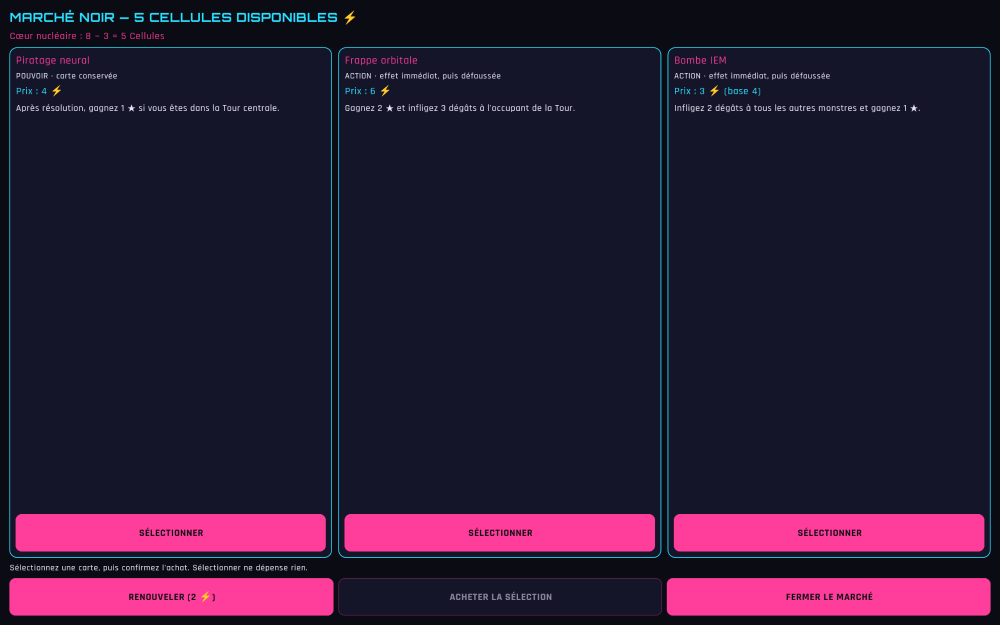 MARCHÉ NOIR — 5 CELLULES DISPONIBLES ⚡
Cœur nucléaire : 8 − 3 = 5 Cellules
Piratage neural
POUVOIR · carte conservée
Prix : 4 ⚡
Après résolution, gagnez 1 ★ si vous êtes dans la Tour centrale.
SÉLECTIONNER
Frappe orbitale
ACTION · effet immédiat, puis défaussée
Prix : 6 ⚡
Gagnez 2 ★ et infligez 3 dégâts à l'occupant de la Tour.
SÉLECTIONNER
Bombe IEM
ACTION · effet immédiat, puis défaussée
Prix : 3 ⚡ (base 4)
Infligez 2 dégâts à tous les autres monstres et gagnez 1 ★.
SÉLECTIONNER
Sélectionnez une carte, puis confirmez l'achat. Sélectionner ne dépense rien.
RENOUVELER (2 ⚡)
ACHETER LA SÉLECTION
FERMER LE MARCHÉ